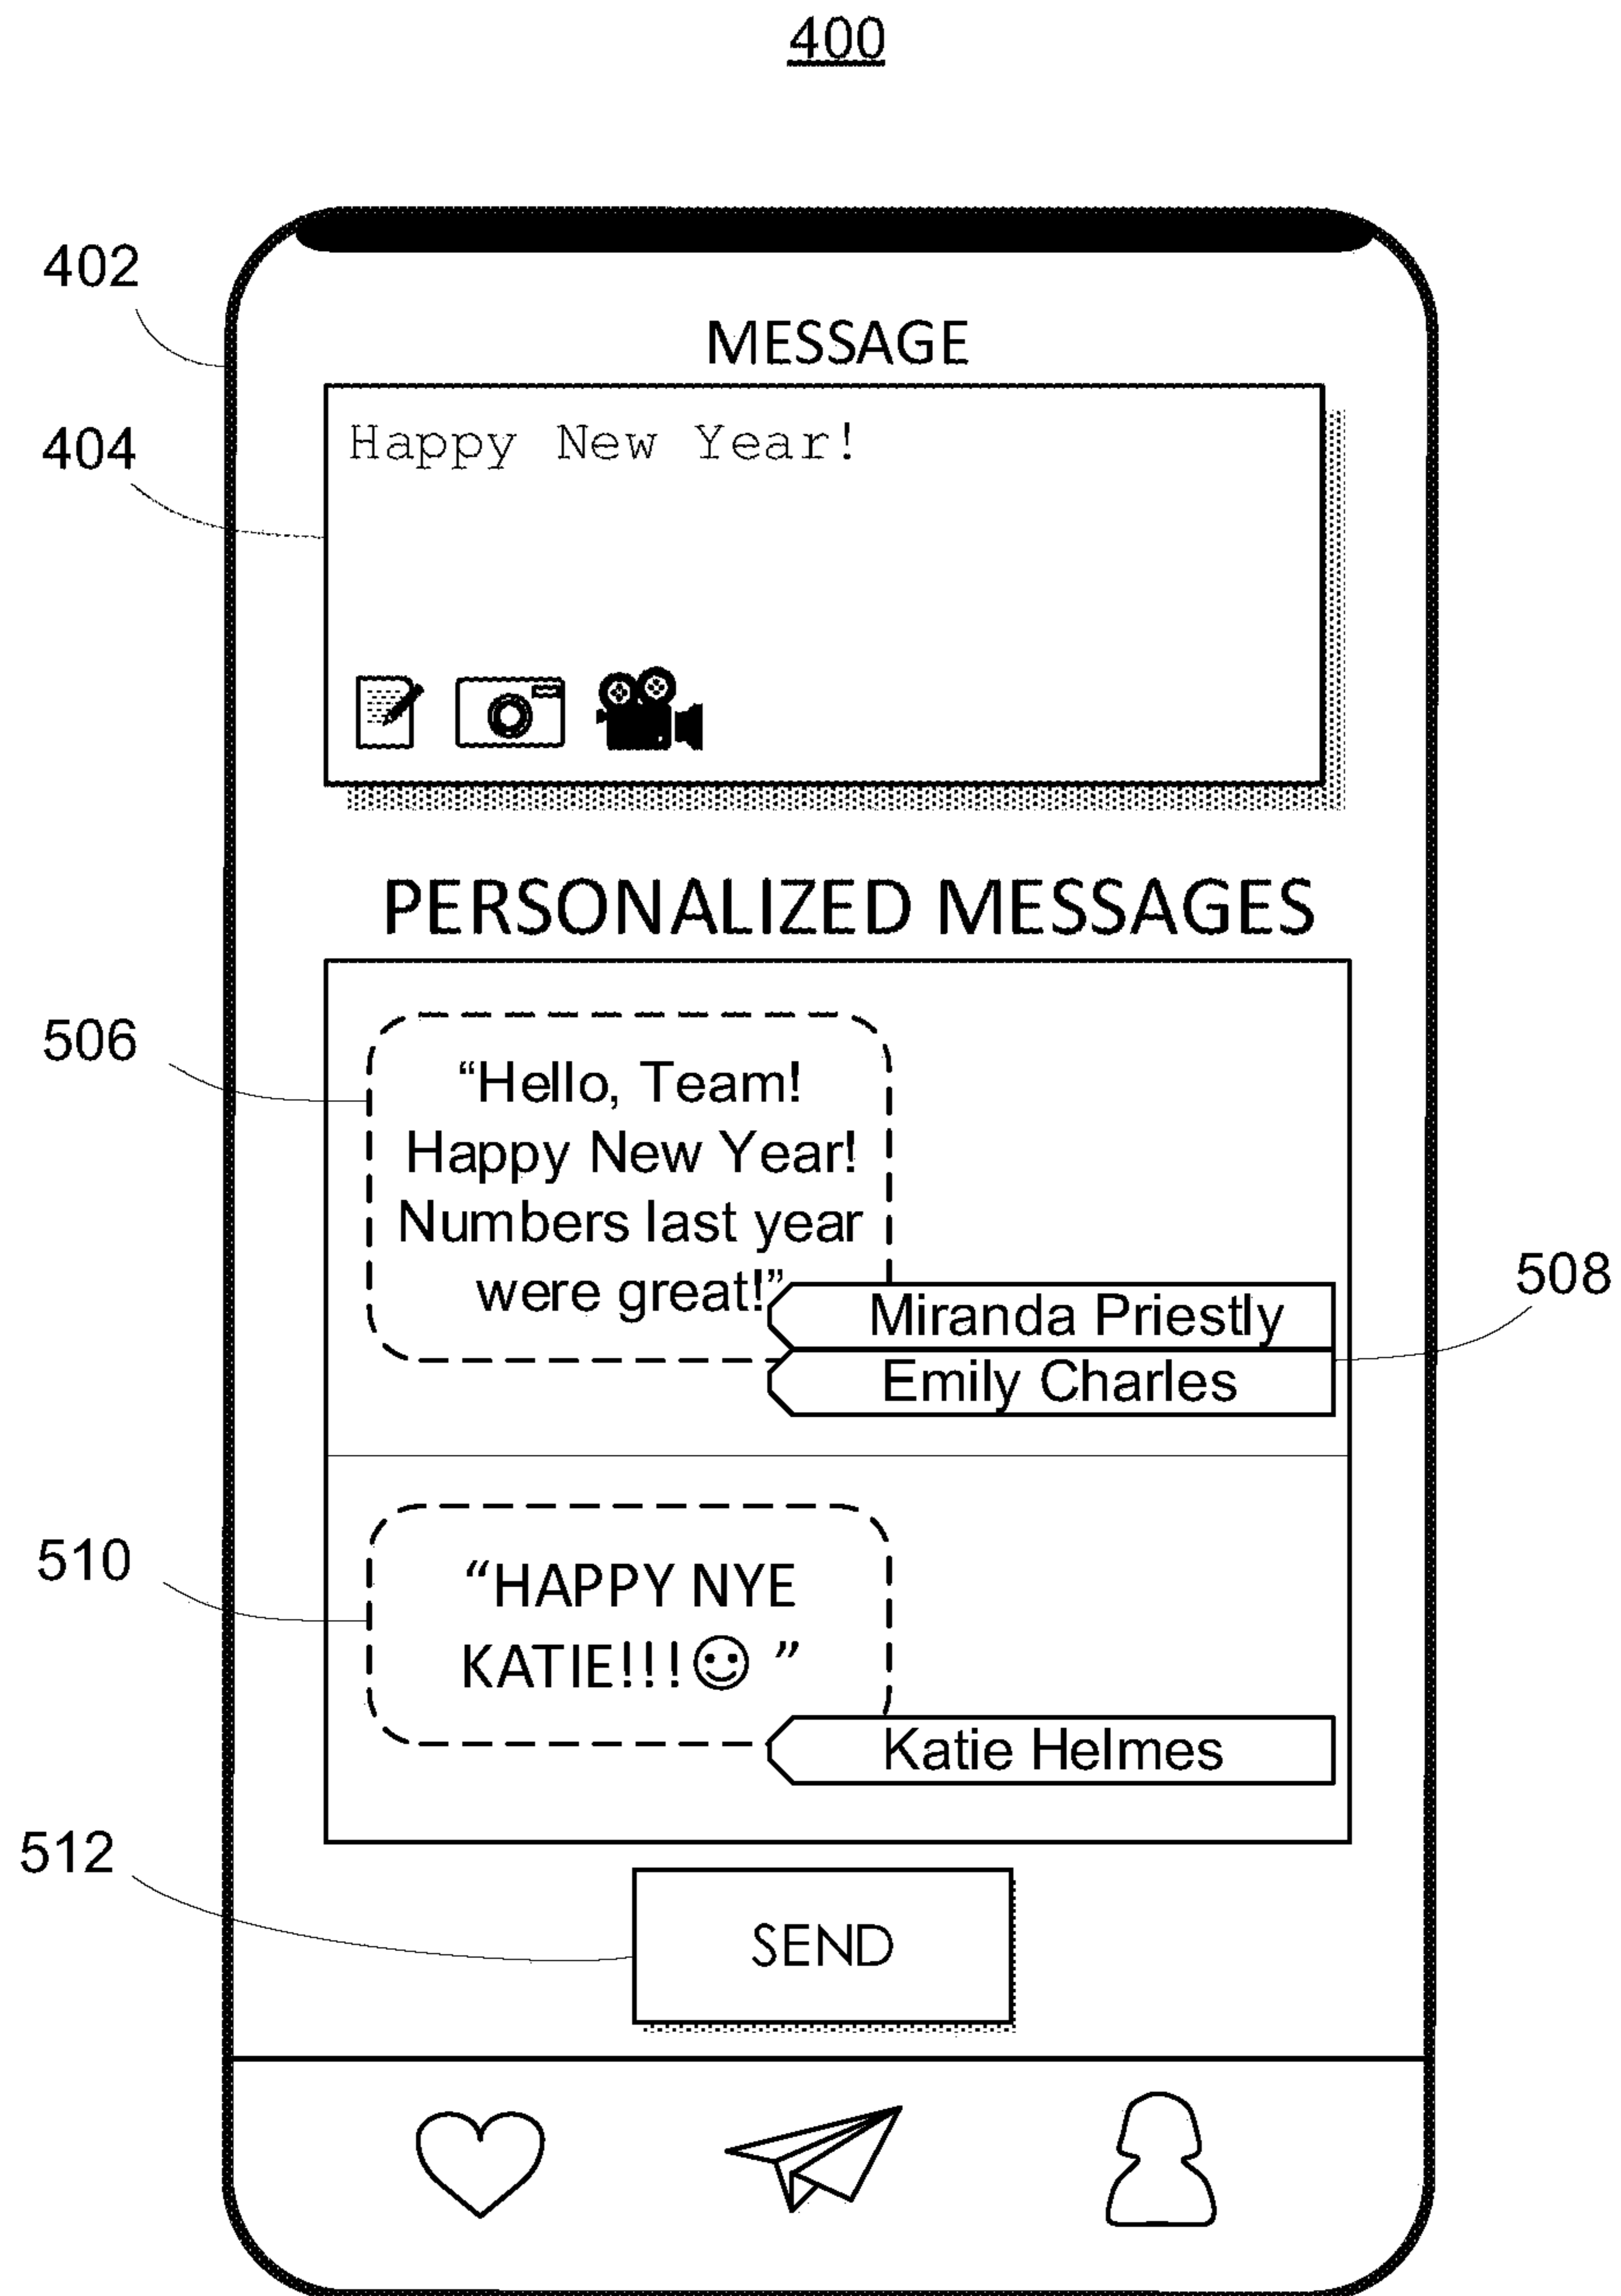 400
402
MESSAGE
404
Happy New Year!
PERSONALIZED MESSAGES
506
“Hello, Team!
Happy New Year!
Numbers last year
were great!”
508
Miranda Priestly
Emily Charles
510
“HAPPY NYE
KATIE!!!☺ ”
Katie Helmes
512
SEND